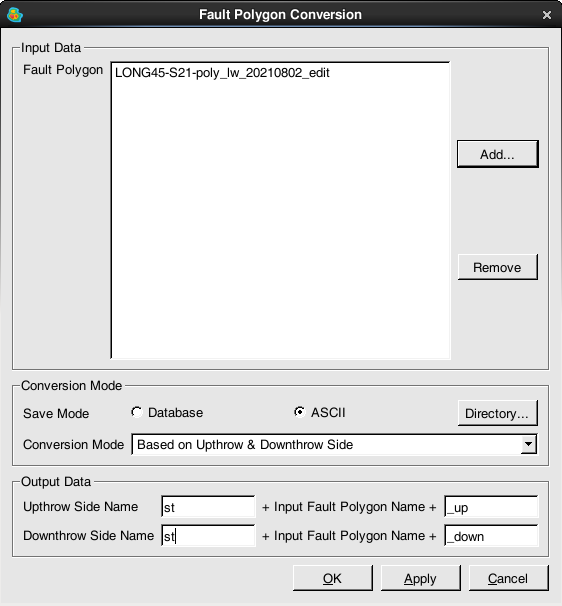 Fault Polygon Conversion
Input Data
Fault Polygon
LONG45-S21-poly_lw_20210802_edit
Add...
Remove
Conversion Mode
Save Mode Database ASCII Directory...
Conversion Mode Based on Upthrow & Downthrow Side
Output Data
Upthrow Side Name st + Input Fault Polygon Name + _up
Downthrow Side Name st + Input Fault Polygon Name + _down
OK Apply Cancel